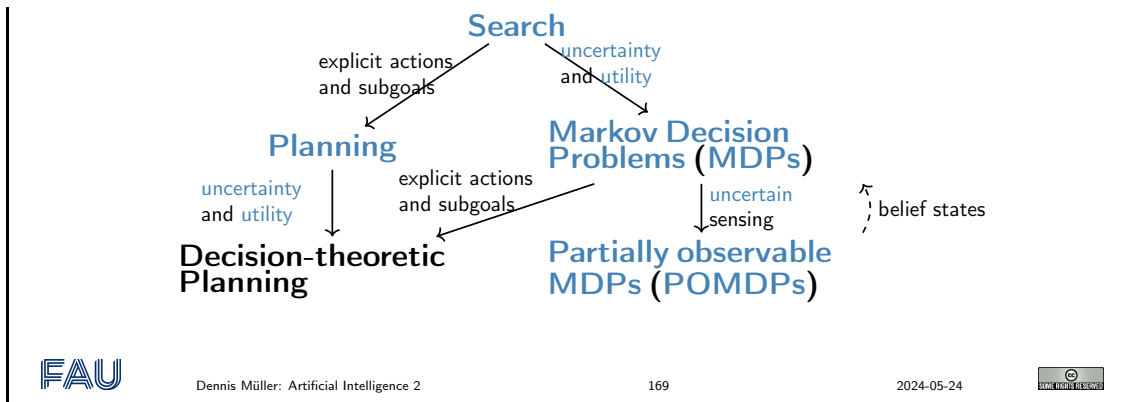 Search
explicit actions
and subgoals
uncertainty
and utility
Planning
Markov Decision
Problems (MDPs)
uncertainty
and utility
explicit actions
and subgoals
uncertain
sensing
belief states
Decision-theoretic
Planning
Partially observable
MDPs (POMDPs)
FAU
Dennis Müller: Artificial Intelligence 2
169
2024-05-24
cc
SOME RIGHTS RESERVED